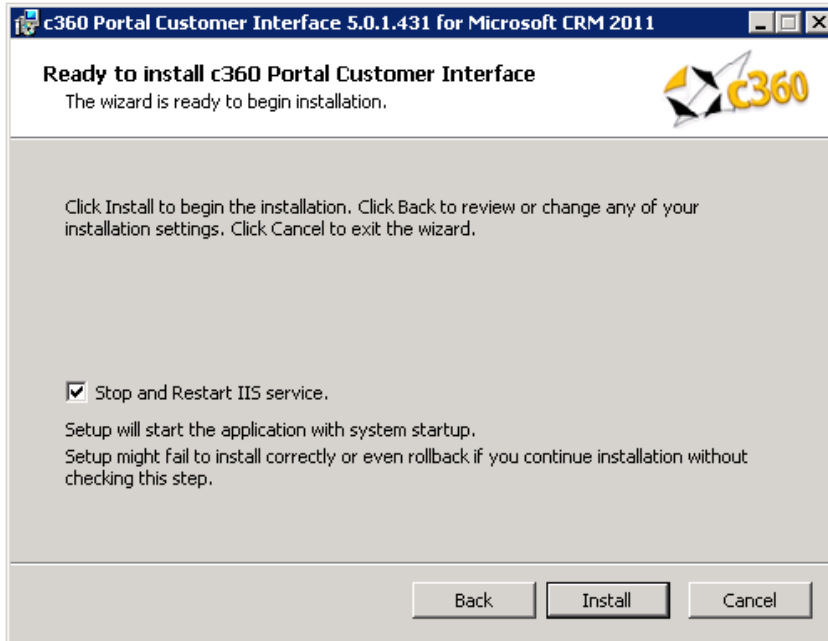 c360 Portal Customer Interface 5.0.1.431 for Microsoft CRM 2011
Ready to install c360 Portal Customer Interface
The wizard is ready to begin installation.
c360
Click Install to begin the installation. Click Back to review or change any of your
installation settings. Click Cancel to exit the wizard.
Stop and Restart IIS service.
Setup will start the application with system startup.
Setup might fail to install correctly or even rollback if you continue installation without
checking this step.
Back
Install
Cancel